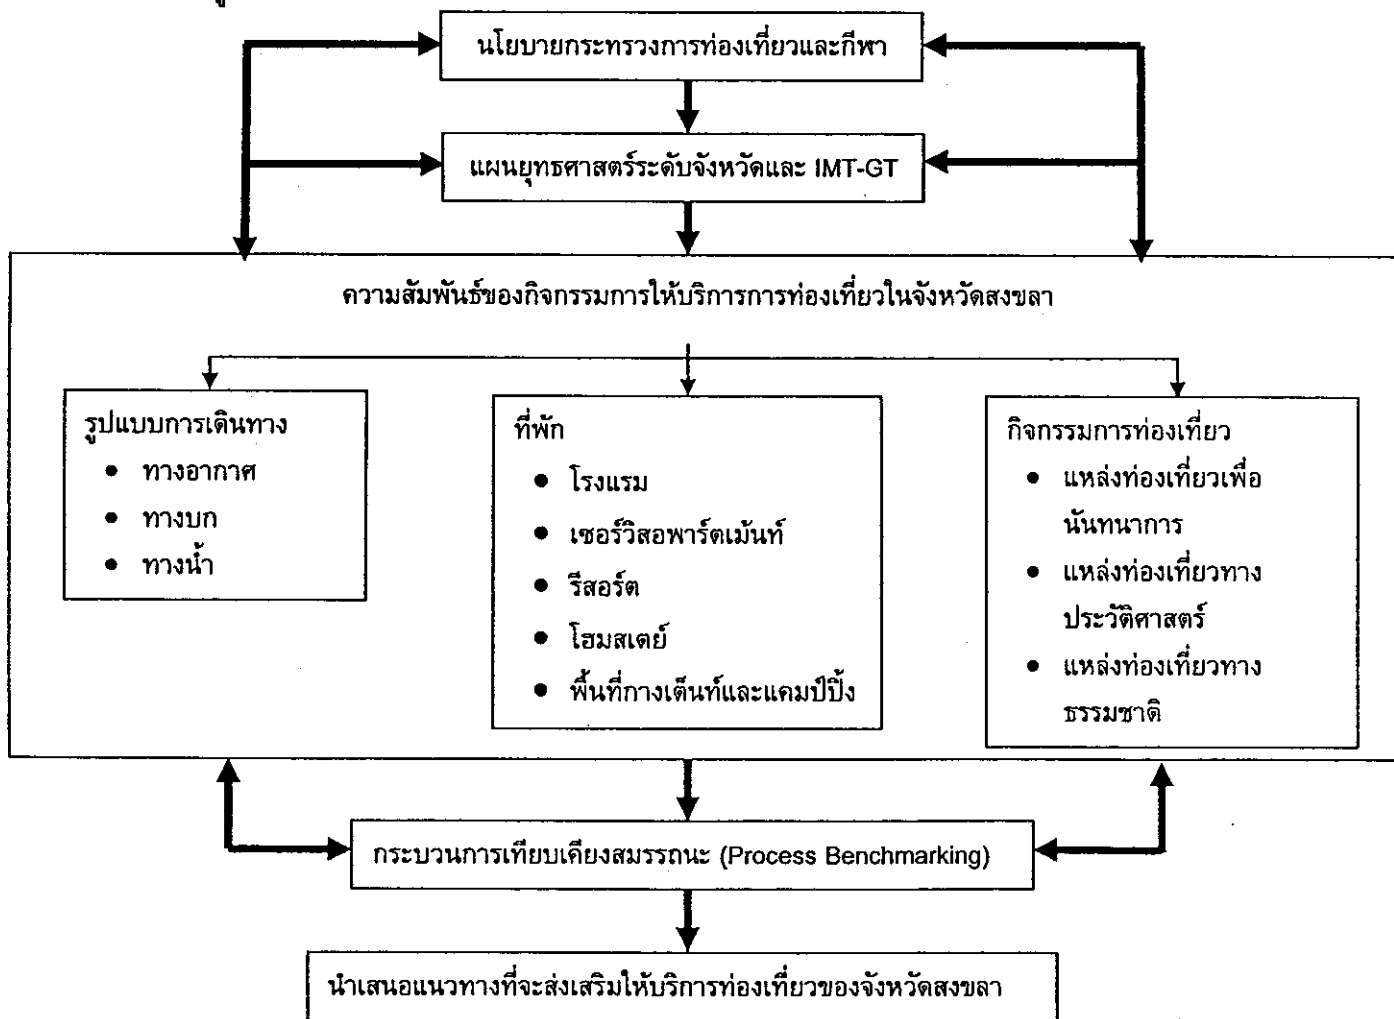 นโยบายกระทรวงการท่องเที่ยวและกีฬา
แผนยุทธศาสตร์ระดับจังหวัดและ IMT-GT
ความสัมพันธ์ของกิจกรรมการให้บริการการท่องเที่ยวในจังหวัดสงขลา
รูปแบบการเดินทาง
● ทางอากาศ
● ทางบก
● ทางน้ำ
ที่พัก
● โรงแรม
● เซอร์วิสอพาร์ตเม้นท์
● รีสอร์ต
● โฮมสเตย์
● พื้นที่กางเต็นท์และแคมป์ปิ้ง
กิจกรรมการท่องเที่ยว
● แหล่งท่องเที่ยวเพื่อ
นันทนาการ
● แหล่งท่องเที่ยวทาง
ประวัติศาสตร์
● แหล่งท่องเที่ยวทาง
ธรรมชาติ
กระบวนการเทียบเคียงสมรรถนะ (Process Benchmarking)
นำเสนอแนวทางที่จะส่งเสริมให้บริการท่องเที่ยวของจังหวัดสงขลา